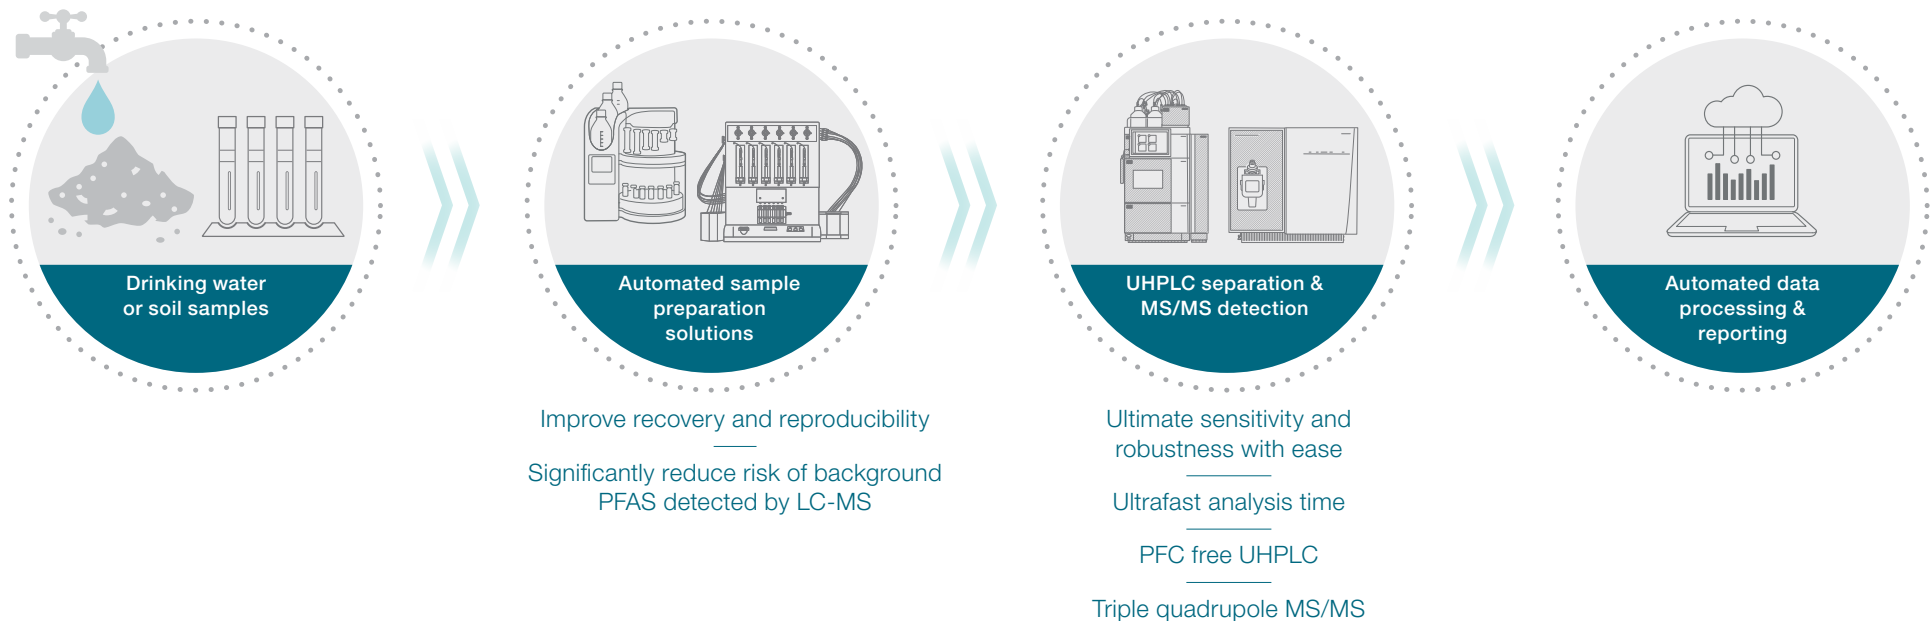 Drinking water
or soil samples
Automated sample
preparation
solutions
Improve recovery and reproducibility
Significantly reduce risk of background
PFAS detected by LC-MS
UHPLC separation &
MS/MS detection
Ultimate sensitivity and
robustness with ease
Ultrafast analysis time
PFC free UHPLC
Triple quadrupole MS/MS
Automated data
processing &
reporting